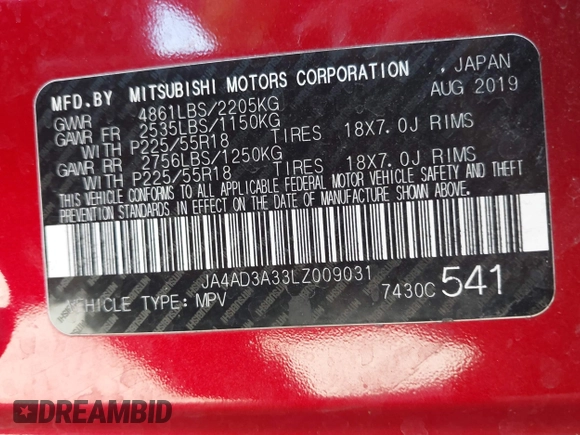 MFD.BY MITSUBISHI MOTORS CORPORATION , JAPAN
GVWR 4861LBS/2205KG AUG 2019
GAWR FR 2535LBS/1150KG
WITH P225/55R18 TIRES 18X7.0J RIMS
GAWR RR 2756LBS/1250KG
WITH P225/55R18 TIRES 18X7.0J RIMS
THIS VEHICLE CONFORMS TO ALL APPLICABLE FEDERAL MOTOR VEHICLE SAFETY AND THEFT
PREVENTION STANDARDS IN EFFECT ON THE DATE OF MANUFACTURE SHOWN ABOVE.
JA4AD3A33LZ009031
VEHICLE TYPE: MPV 7430C 541
DREAMBID